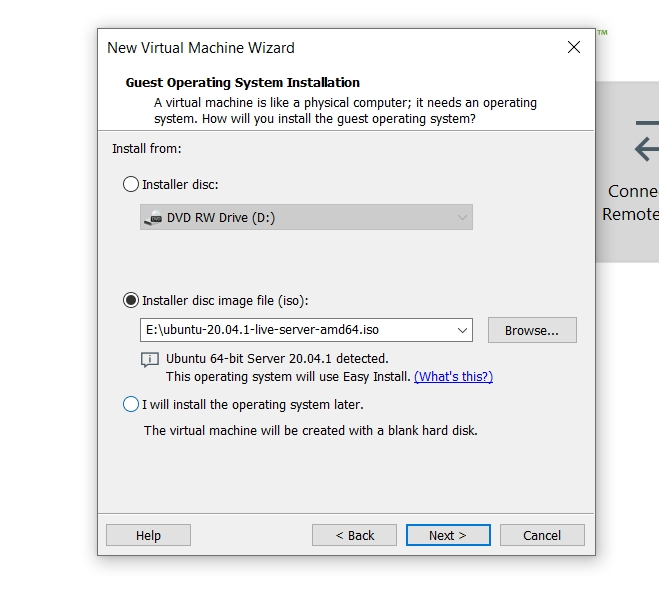 New Virtual Machine Wizard
TM
Guest Operating System Installation
A virtual machine is like a physical computer; it needs an operating
system. How will you install the guest operating system?
Install from:
Installer disc:
DVD RW Drive (D:)
Installer disc image file (iso):
E:\ubuntu-20.04.1-live-server-amd64.iso
Browse...
Ubuntu 64-bit Server 20.04.1 detected.
This operating system will use Easy Install. (What's this?)
I will install the operating system later.
The virtual machine will be created with a blank hard disk.
Help
< Back
Next >
Cancel
Conne
Remote